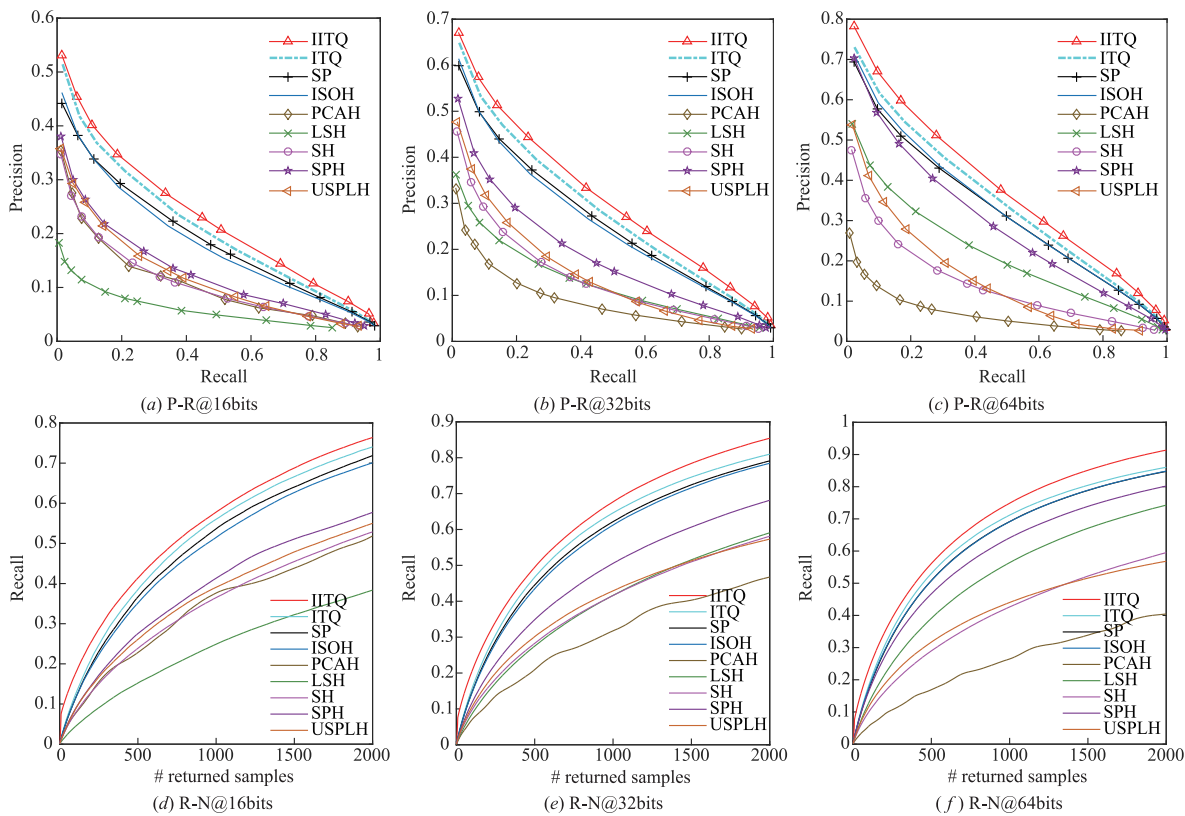 0.6
0.5
0.4
0.3
0.2
0.1
0
Precision
0 0.2 0.4 0.6 0.8 1
Recall
IITQ
ITQ
SP
ISOH
PCAH
LSH
SH
SPH
USPLH
(a) P-R@16bits
0.7
0.6
0.5
0.4
0.3
0.2
0.1
0
Precision
0 0.2 0.4 0.6 0.8 1
Recall
IITQ
ITQ
SP
ISOH
PCAH
LSH
SH
SPH
USPLH
(b) P-R@32bits
0.8
0.7
0.6
0.5
0.4
0.3
0.2
0.1
0
Precision
0 0.2 0.4 0.6 0.8 1
Recall
IITQ
ITQ
SP
ISOH
PCAH
LSH
SH
SPH
USPLH
(c) P-R@64bits
0.8
0.7
0.6
0.5
0.4
0.3
0.2
0.1
0
Recall
0 500 1000 1500 2000
# returned samples
IITQ
ITQ
SP
ISOH
PCAH
LSH
SH
SPH
USPLH
(d) R-N@16bits
0.9
0.8
0.7
0.6
0.5
0.4
0.3
0.2
0.1
0
Recall
0 500 1000 1500 2000
# returned samples
IITQ
ITQ
SP
ISOH
PCAH
LSH
SH
SPH
USPLH
(e) R-N@32bits
1
0.9
0.8
0.7
0.6
0.5
0.4
0.3
0.2
0.1
0
Recall
0 500 1000 1500 2000
# returned samples
IITQ
ITQ
SP
ISOH
PCAH
LSH
SH
SPH
USPLH
(f) R-N@64bits